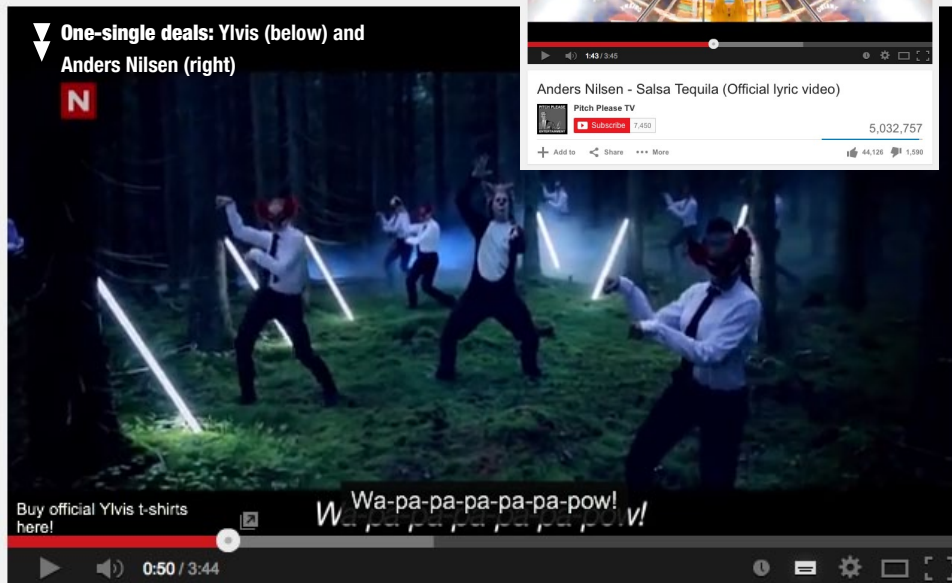 One-single deals: Ylvis (below) and
Anders Nilsen (right)
N
1:43 / 3:45
Anders Nilsen - Salsa Tequila (Official lyric video)
PITCH PLEASE
Pitch Please TV
Subscribe 7,450
5,032,757
Add to Share More
44,126 1,590
Wa-pa-pa-pa-pa-pa-pow!
Wa-pa-pa-pa-pa-pa-pow!
Buy official Ylvis t-shirts
here!
0:50 / 3:44